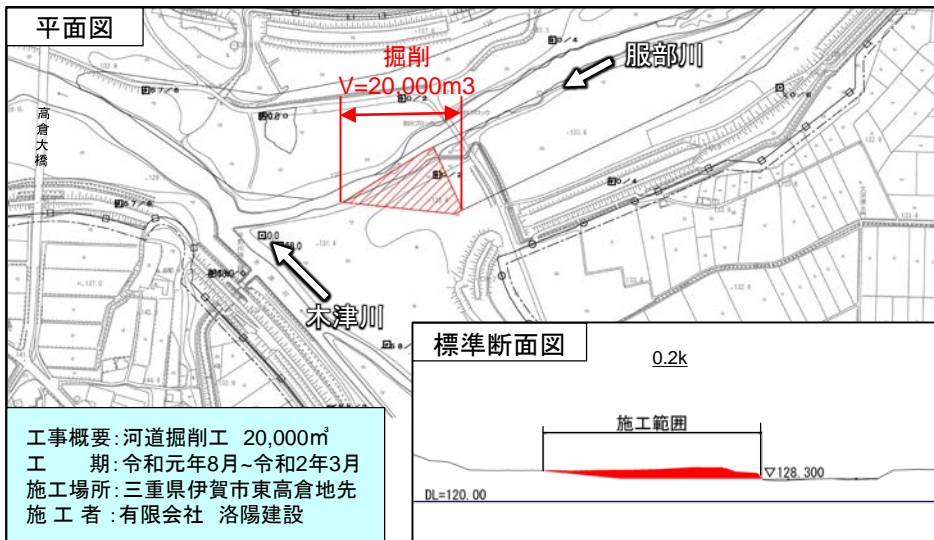 平面図
掘削
V=20,000m3
服部川
高倉大橋
木津川
標準断面図
0.2k
施工範囲
▽128.300
DL=120.00
工事概要：河道掘削工 20,000㎥
工　　期：令和元年8月~令和2年3月
施工場所：三重県伊賀市東高倉地先
施 工 者：有限会社 洛陽建設